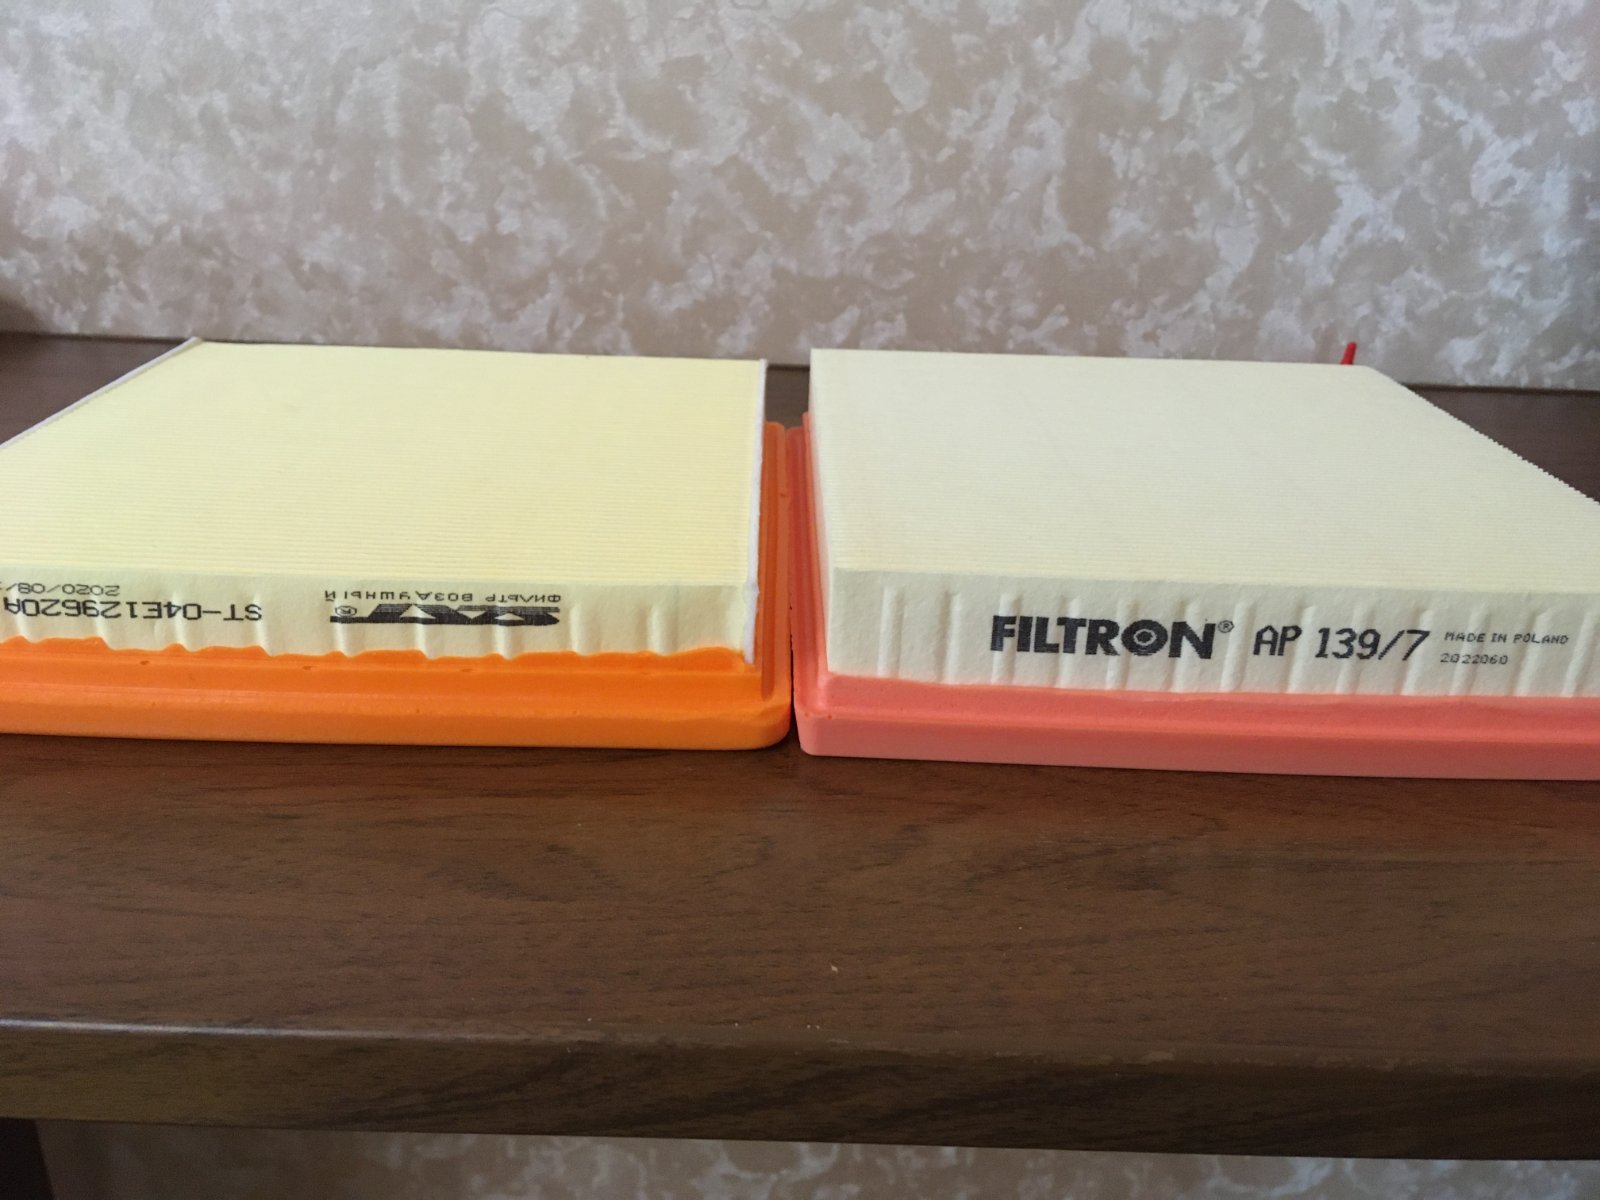 SAT®
ФИЛЬТР ВОЗДУШНЫЙ
ST-04E129620A
2020/08/
FILTRON® AP 139/7
MADE IN POLAND
2022060